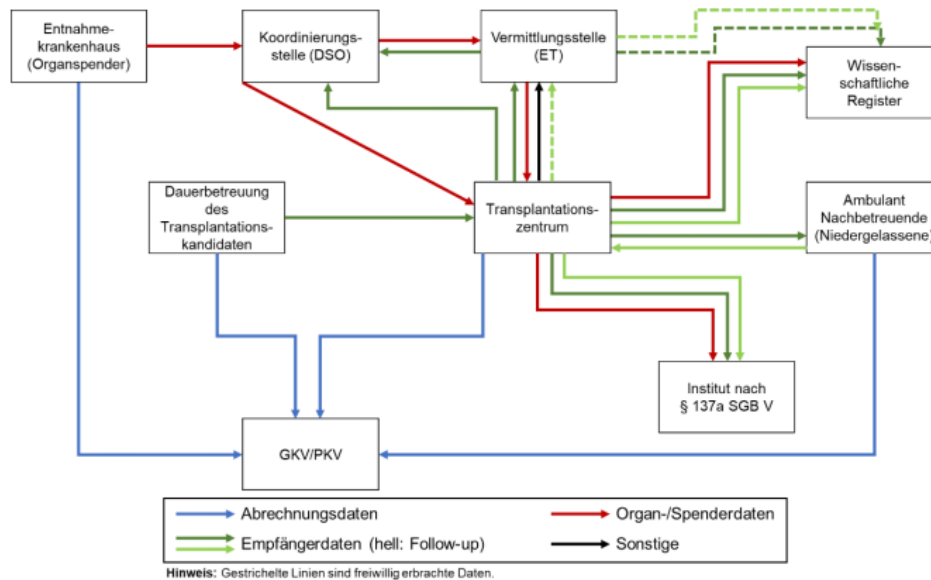 Entnahme-
krankenhaus
(Organspender)
Koordinierungs-
stelle (DSO)
Vermittlungsstelle
(ET)
Wissen-
schaftliche
Register
Dauerbetreuung
des
Transplantations-
kandidaten
Transplantations-
zentrum
Ambulant
Nachbetreuende
(Niedergelassene)
Institut nach
§ 137a SGB V
GKV/PKV
Abrechnungsdaten
Organ-/Spenderdaten
Empfängerdaten (hell: Follow-up)
Sonstige
Hinweis: Gestrichelte Linien sind freiwillig erbrachte Daten.